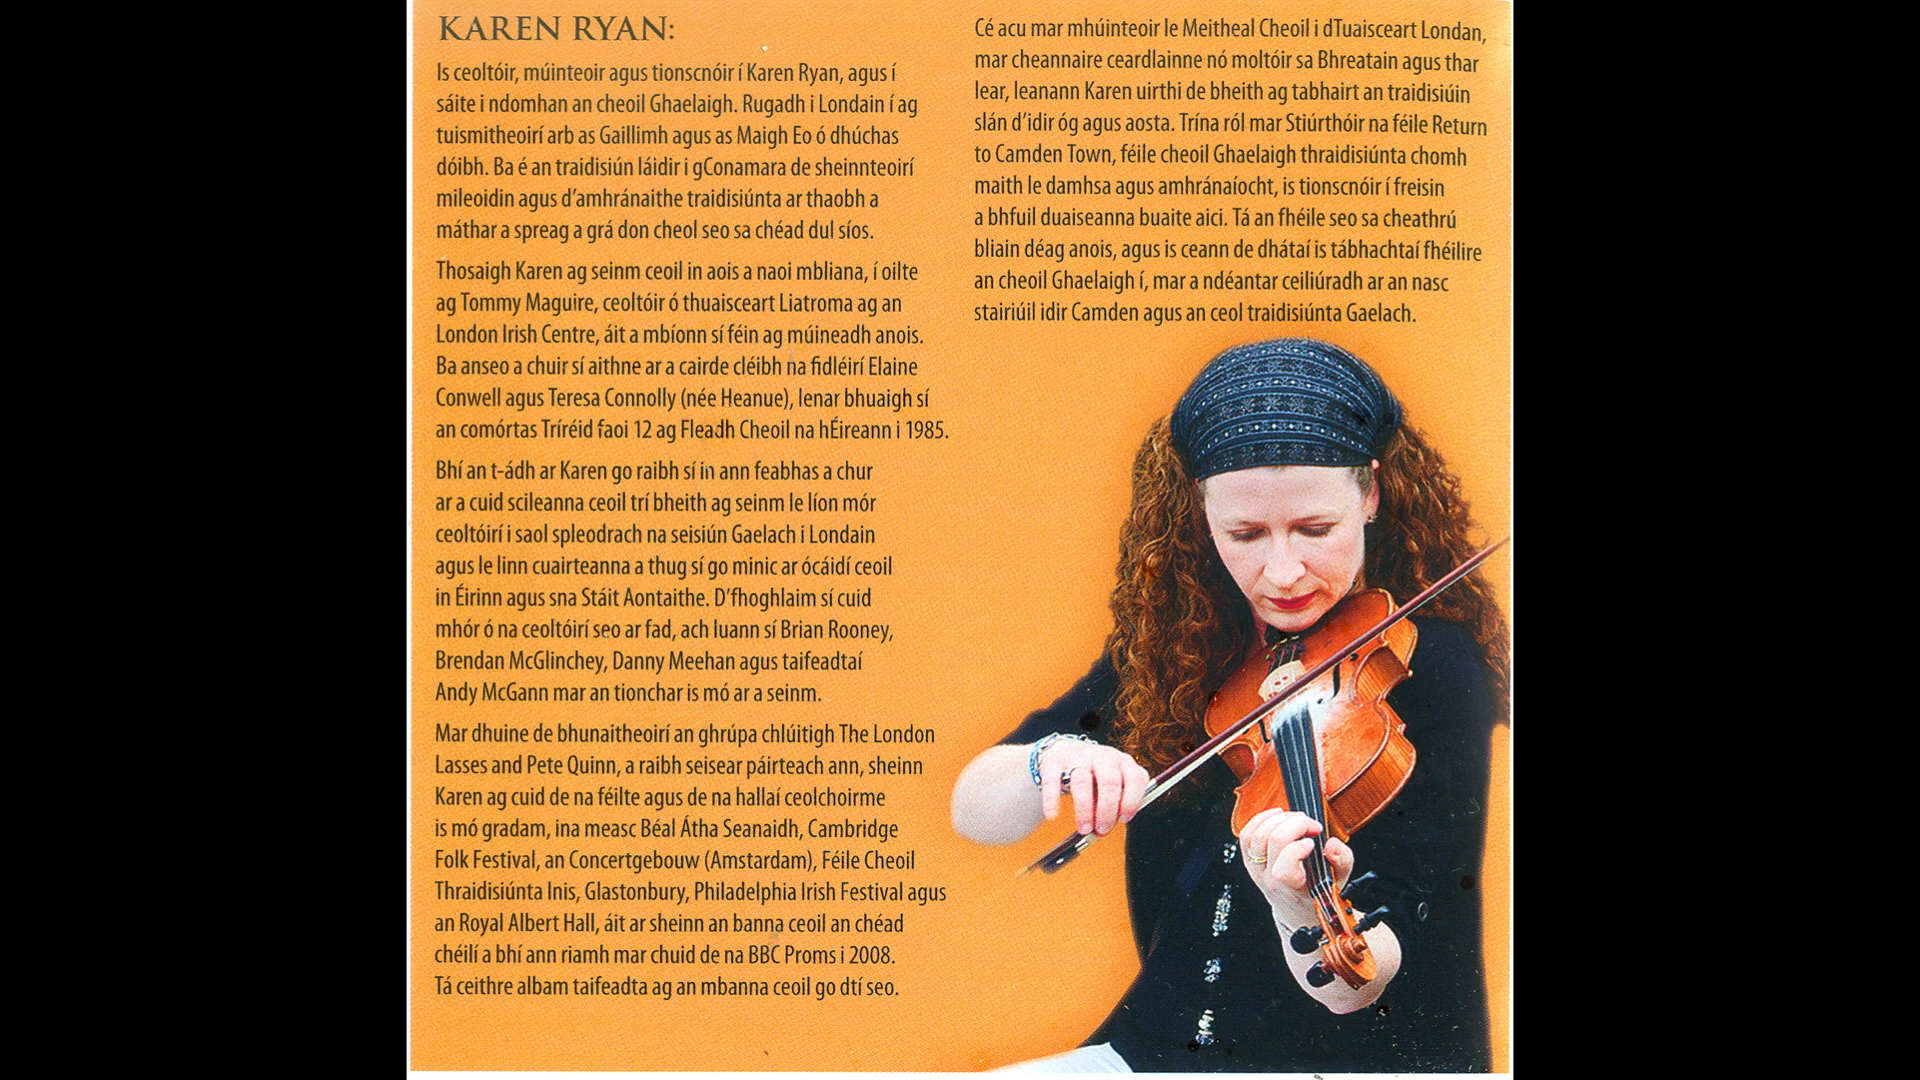 KAREN RYAN:
Is ceoltóir, múinteoir agus tionscnóir í Karen Ryan, agus í
sáite i ndomhan an cheoil Ghaelaigh. Rugadh i Londain í ag
tuismitheoirí arb as Gaillimh agus as Maigh Eo ó dhúchas
dóibh. Ba é an traidisiún láidir i gConamara de sheinnteoirí
mileoidin agus d'amhránaithe traidisiúnta ar thaobh a
máthar a spreag a grá don cheol seo sa chéad dul síos.
Thosaigh Karen ag seinm ceoil in aois a naoi mbliana, í oilte
ag Tommy Maguire, ceoltóir ó thuaisceart Liatroma ag an
London Irish Centre, áit a mbíonn sí féin ag múineadh anois.
Ba anseo a chuir sí aithne ar a cairde cléibh na fidléirí Elaine
Conwell agus Teresa Connolly (née Heanue), lenar bhuaigh sí
an comórtas Tríréid faoi 12 ag Fleadh Cheoil na hÉireann i 1985.
Bhí an t-ádh ar Karen go raibh sí in ann feabhas a chur
ar a cuid scileanna ceoil trí bheith ag seinm le líon mór
ceoltóirí i saol spleodrach na seisiún Gaelach i Londain
agus le linn cuairteanna a thug sí go minic ar ócáidí ceoil
in Éirinn agus sna Stáit Aontaithe. D'fhoghlaim sí cuid
mhór ó na ceoltóirí seo ar fad, ach luann sí Brian Rooney,
Brendan McGlinchey, Danny Meehan agus taifeadtaí
Andy McGann mar an tionchar is mó ar a seinm.
Mar dhuine de bhunaitheoirí an ghrúpa chlúitigh The London
Lasses and Pete Quinn, a raibh seisear páirteach ann, sheinn
Karen ag cuid de na féilte agus de na hallaí ceolchoirme
is mó gradam, ina measc Béal Átha Seanaidh, Cambridge
Folk Festival, an Concertgebouw (Amstardam), Féile Cheoil
Thraidisiúnta Inis, Glastonbury, Philadelphia Irish Festival agus
an Royal Albert Hall, áit ar sheinn an banna ceoil an chéad
chéilí a bhí ann riamh mar chuid de na BBC Proms i 2008.
Tá ceithre albam taifeadta ag an mbanna ceoil go dtí seo.
Cé acu mar mhúinteoir le Meitheal Cheoil i dTuaisceart Londan,
mar cheannaire ceardlainne nó moltóir sa Bhreatain agus thar
lear, leanann Karen uirthi de bheith ag tabhairt an traidisiúin
slán d'idir óg agus aosta. Trína ról mar Stiúrthóir na féile Return
to Camden Town, féile cheoil Ghaelaigh thraidisiúnta chomh
maith le damhsa agus amhránaíocht, is tionscnóir í freisin
a bhfuil duaiseanna buaite aici. Tá an fhéile seo sa cheathrú
bliain déag anois, agus is ceann de dhátaí is tábhachtaí fhéilire
an cheoil Ghaelaigh í, mar a ndéantar ceiliúradh ar an nasc
stairiúil idir Camden agus an ceol traidisiúnta Gaelach.